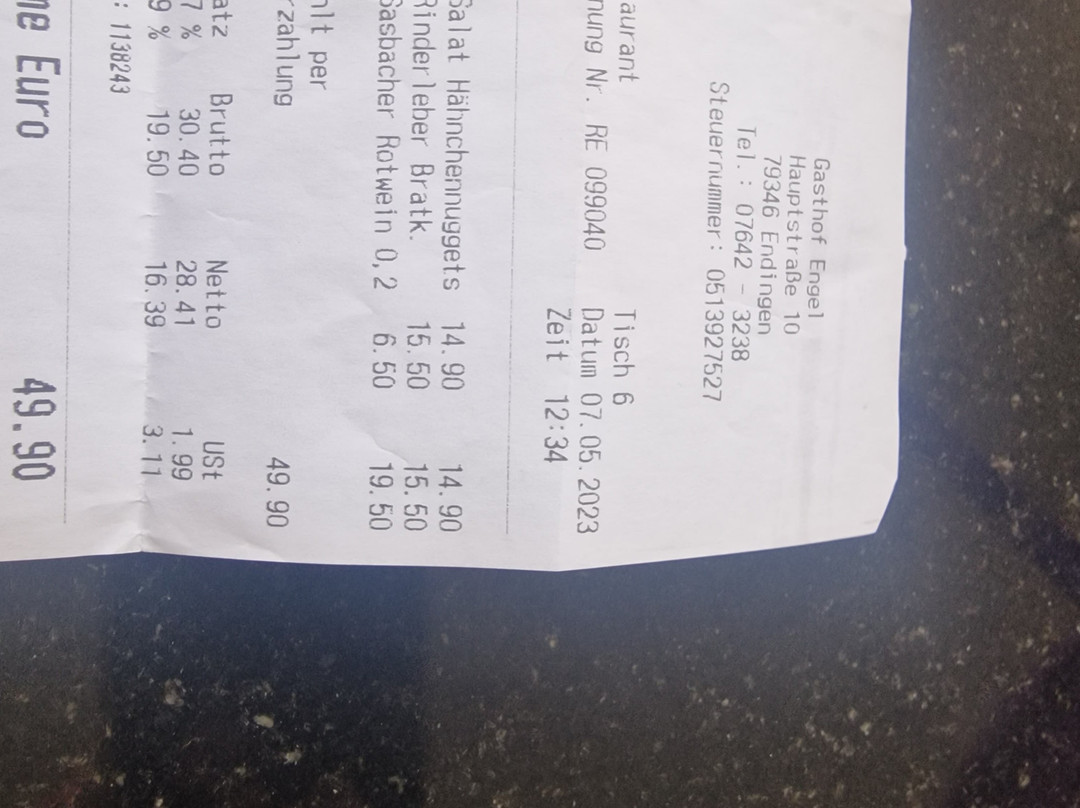 Gasthof Engel
Hauptstraße 10
79346 Endingen
Tel.: 07642 - 3238
Steuernummer: 0513927527
aurant Tisch 6
nung Nr. RE 099040 Datum 07.05.2023
Zeit 12:34
Salat Hähnchennuggets 14.90 14.90
Rinderleber Bratk. 15.50 15.50
Gasbacher Rotwein 0,2 6.50 19.50
hlt per
rzahlung 49.90
atz Brutto Netto USt
7 % 30.40 28.41 1.99
9 % 19.50 16.39 3.11
: 1138243
me Euro 49.90